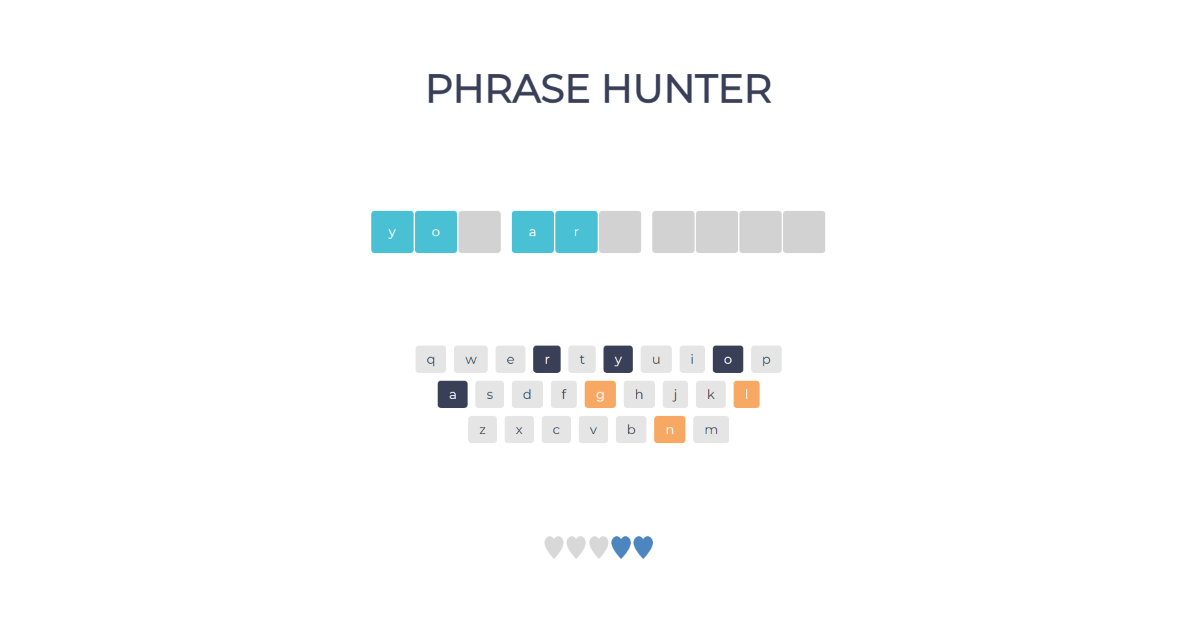 PHRASE HUNTER
y o a r
q w e r t y u i o p
a s d f g h j k l
z x c v b n m